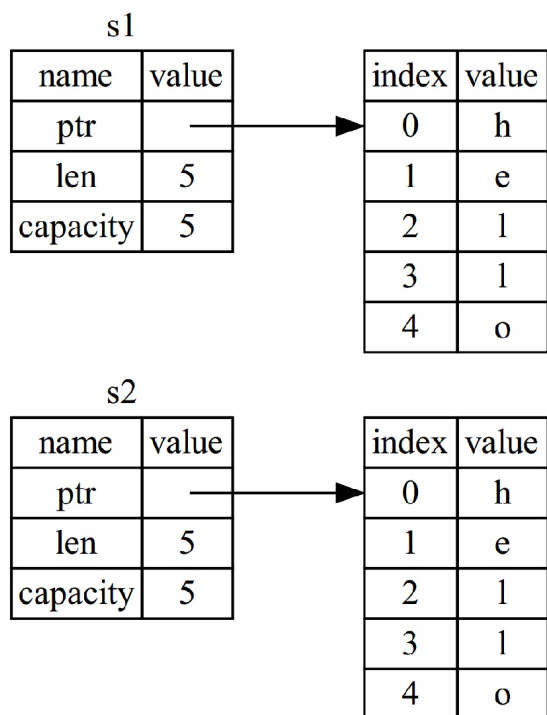 s1
name value index value
ptr 0 h
len 5 1 e
capacity 5 2 l
3 l
4 o
s2
name value index value
ptr 0 h
len 5 1 e
capacity 5 2 l
3 l
4 o